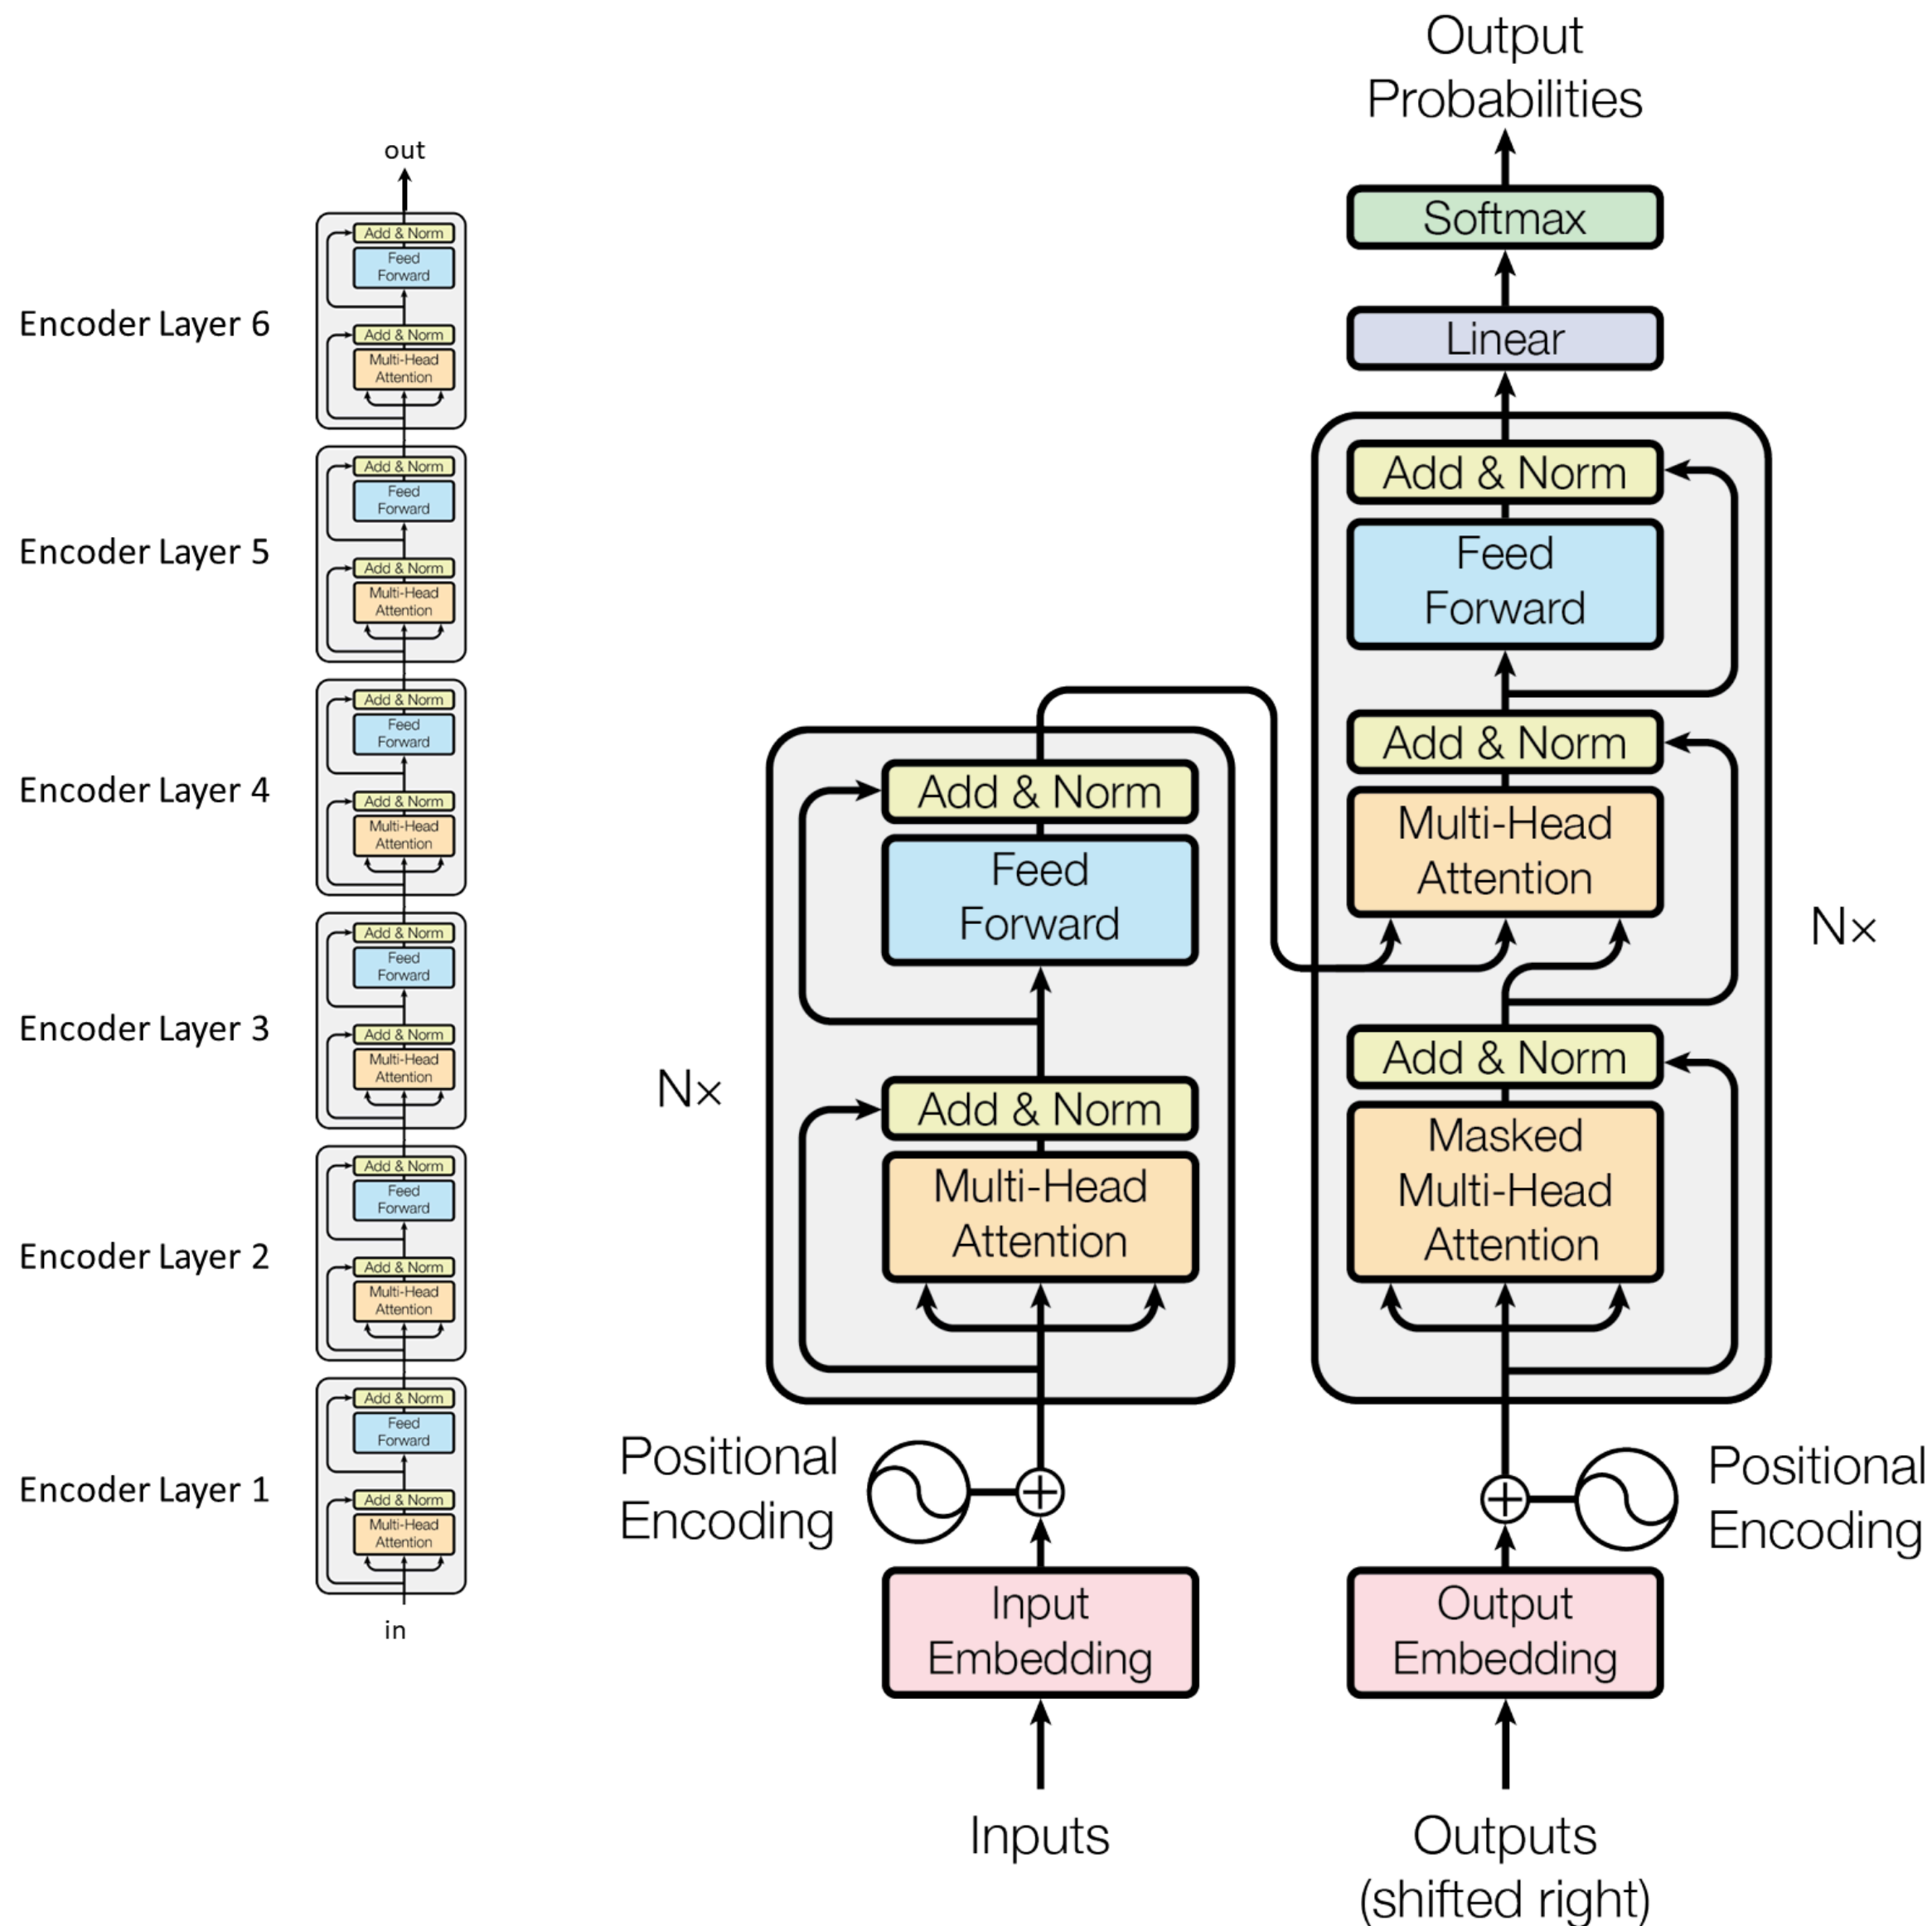 out
Add & Norm
Feed
Forward
Encoder Layer 6
Add & Norm
Multi-Head
Attention
Add & Norm
Feed
Forward
Encoder Layer 5
Add & Norm
Multi-Head
Attention
Add & Norm
Feed
Forward
Encoder Layer 4
Add & Norm
Multi-Head
Attention
Add & Norm
Feed
Forward
Encoder Layer 3
Add & Norm
Multi-Head
Attention
Add & Norm
Feed
Forward
Encoder Layer 2
Add & Norm
Multi-Head
Attention
Add & Norm
Feed
Forward
Encoder Layer 1
Add & Norm
Multi-Head
Attention
in
Nx
Add & Norm
Feed
Forward
Add & Norm
Multi-Head
Attention
Positional
Encoding
Input
Embedding
Inputs
Output
Probabilities
Softmax
Linear
Add & Norm
Feed
Forward
Add & Norm
Multi-Head
Attention
Nx
Add & Norm
Masked
Multi-Head
Attention
Positional
Encoding
Output
Embedding
Outputs
(shifted right)